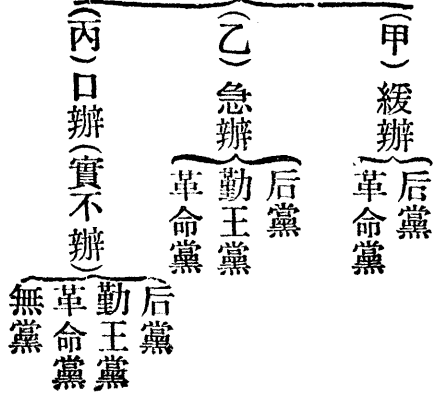 （甲）緩辦
后黨
革命黨
（乙）急辦
后黨
勤王黨
革命黨
（丙）口辦（實不辦）
后黨
勤王黨
革命黨
無黨